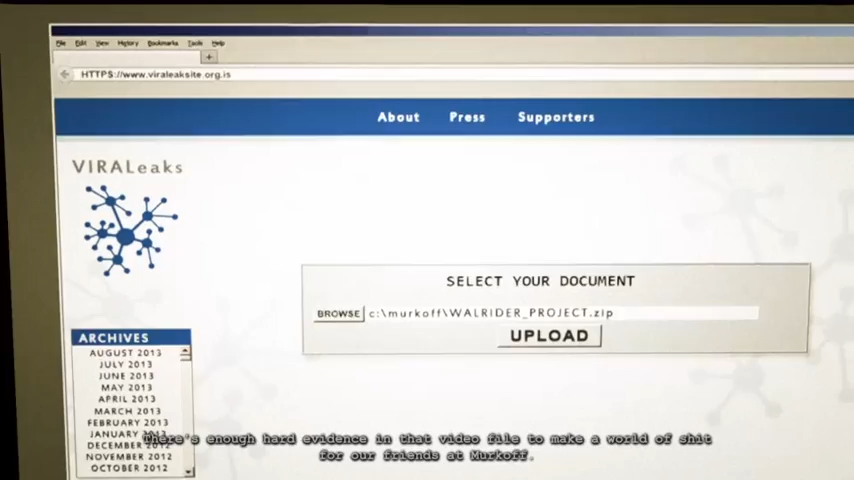 File Edit View History Bookmarks Tools Help
+
HTTPS://www.viraleaksite.org.is
About Press Supporters
VIRALeaks
SELECT YOUR DOCUMENT
BROWSE c:\murkoff\WALRIDER_PROJECT.zip
UPLOAD
ARCHIVES
AUGUST 2013
JULY 2013
JUNE 2013
MAY 2013
APRIL 2013
MARCH 2013
FEBRUARY 2013
JANUARY 2013
DECEMBER 2012
NOVEMBER 2012
OCTOBER 2012
There's enough hard evidence in that video file to make a world of shit
for our friends at Murkoff.